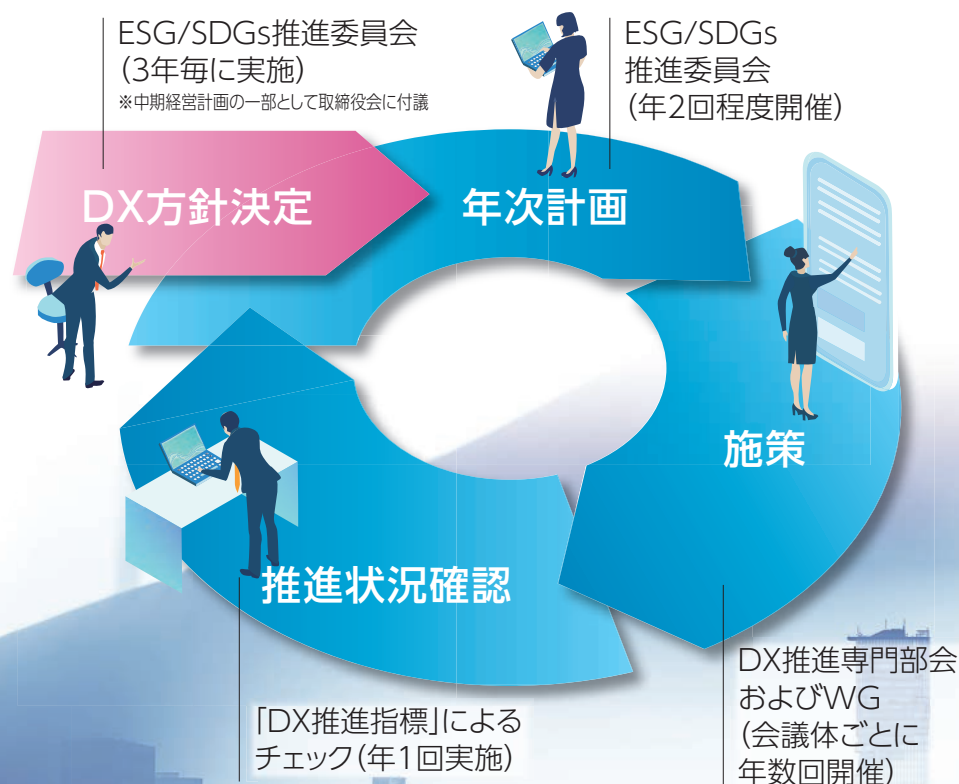 ESG/SDGs推進委員会
（3年毎に実施）
※中期経営計画の一部として取締役会に付議
ESG/SDGs
推進委員会
（年2回程度開催）
DX方針決定
年次計画
施策
推進状況確認
「DX推進指標」による
チェック（年1回実施）
DX推進専門部会
およびWG
（会議体ごとに
年数回開催）